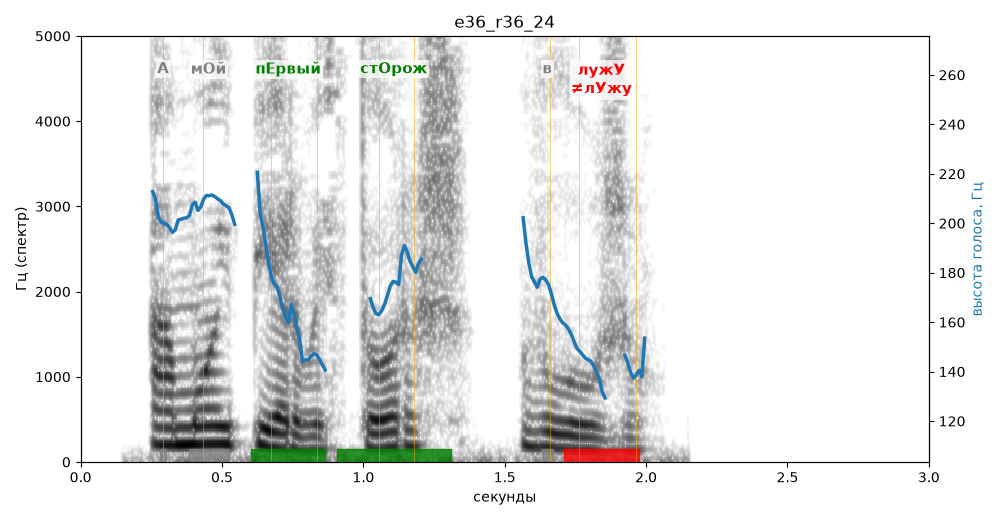 e36_r36_24
А мОй пЕрвый стОрож в лужУ
≠лУжу
5000
4000
3000
2000
1000
0
Гц (спектр)
260
240
220
200
180
160
140
120
высота голоса, Гц
0.0 0.5 1.0 1.5 2.0 2.5 3.0
секунды